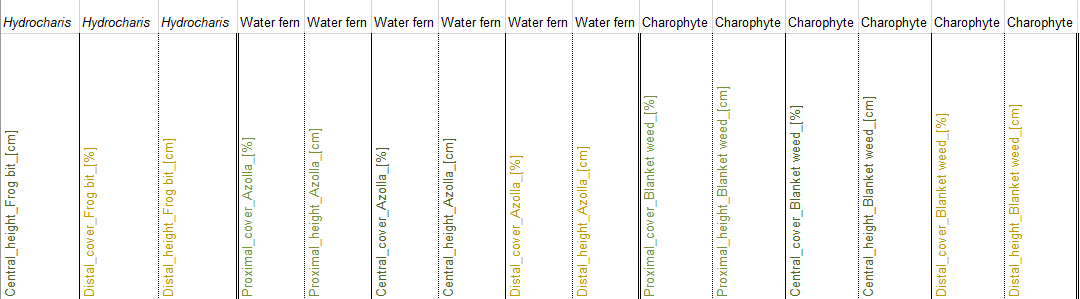 Hydrocharis Hydrocharis Hydrocharis Water fern Water fern Water fern Water fern Water fern Water fern Charophyte Charophyte Charophyte Charophyte Charophyte Charophyte
Central_height_Frog bit_[cm]
Distal_cover_Frog bit_[%]
Distal_height_Frog bit_[cm]
Proximal_cover_Azolla_[%]
Proximal_height_Azolla_[cm]
Central_cover_Azolla_[%]
Central_height_Azolla_[cm]
Distal_cover_Azolla_[%]
Distal_height_Azolla_[cm]
Proximal_cover_Blanket weed_[%]
Proximal_height_Blanket weed_[cm]
Central_cover_Blanket weed_[%]
Central_height_Blanket weed_[cm]
Distal_cover_Blanket weed_[%]
Distal_height_Blanket weed_[cm]